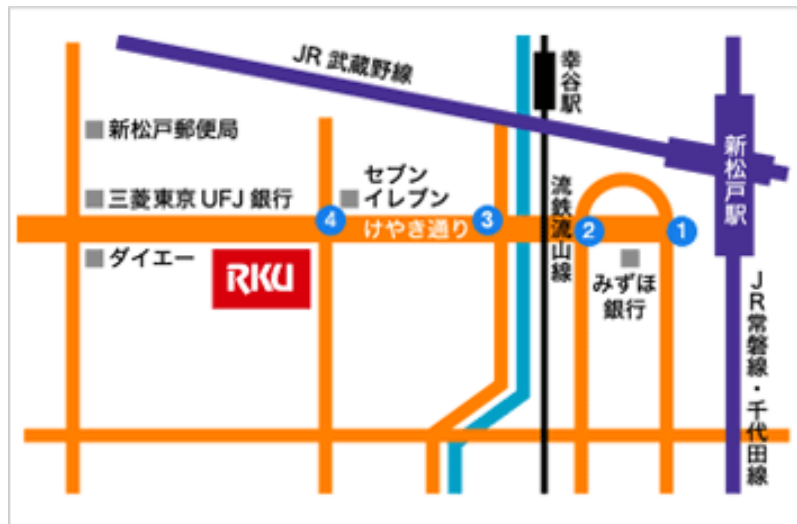 JR 武蔵野線
幸谷駅
新松戸駅
新松戸郵便局
セブン
イレブン
三菱東京UFJ銀行
4
けやき通り
3
流鉄流山線
2
1
ダイエー
RKU
みずほ
銀行
JR常磐線・千代田線